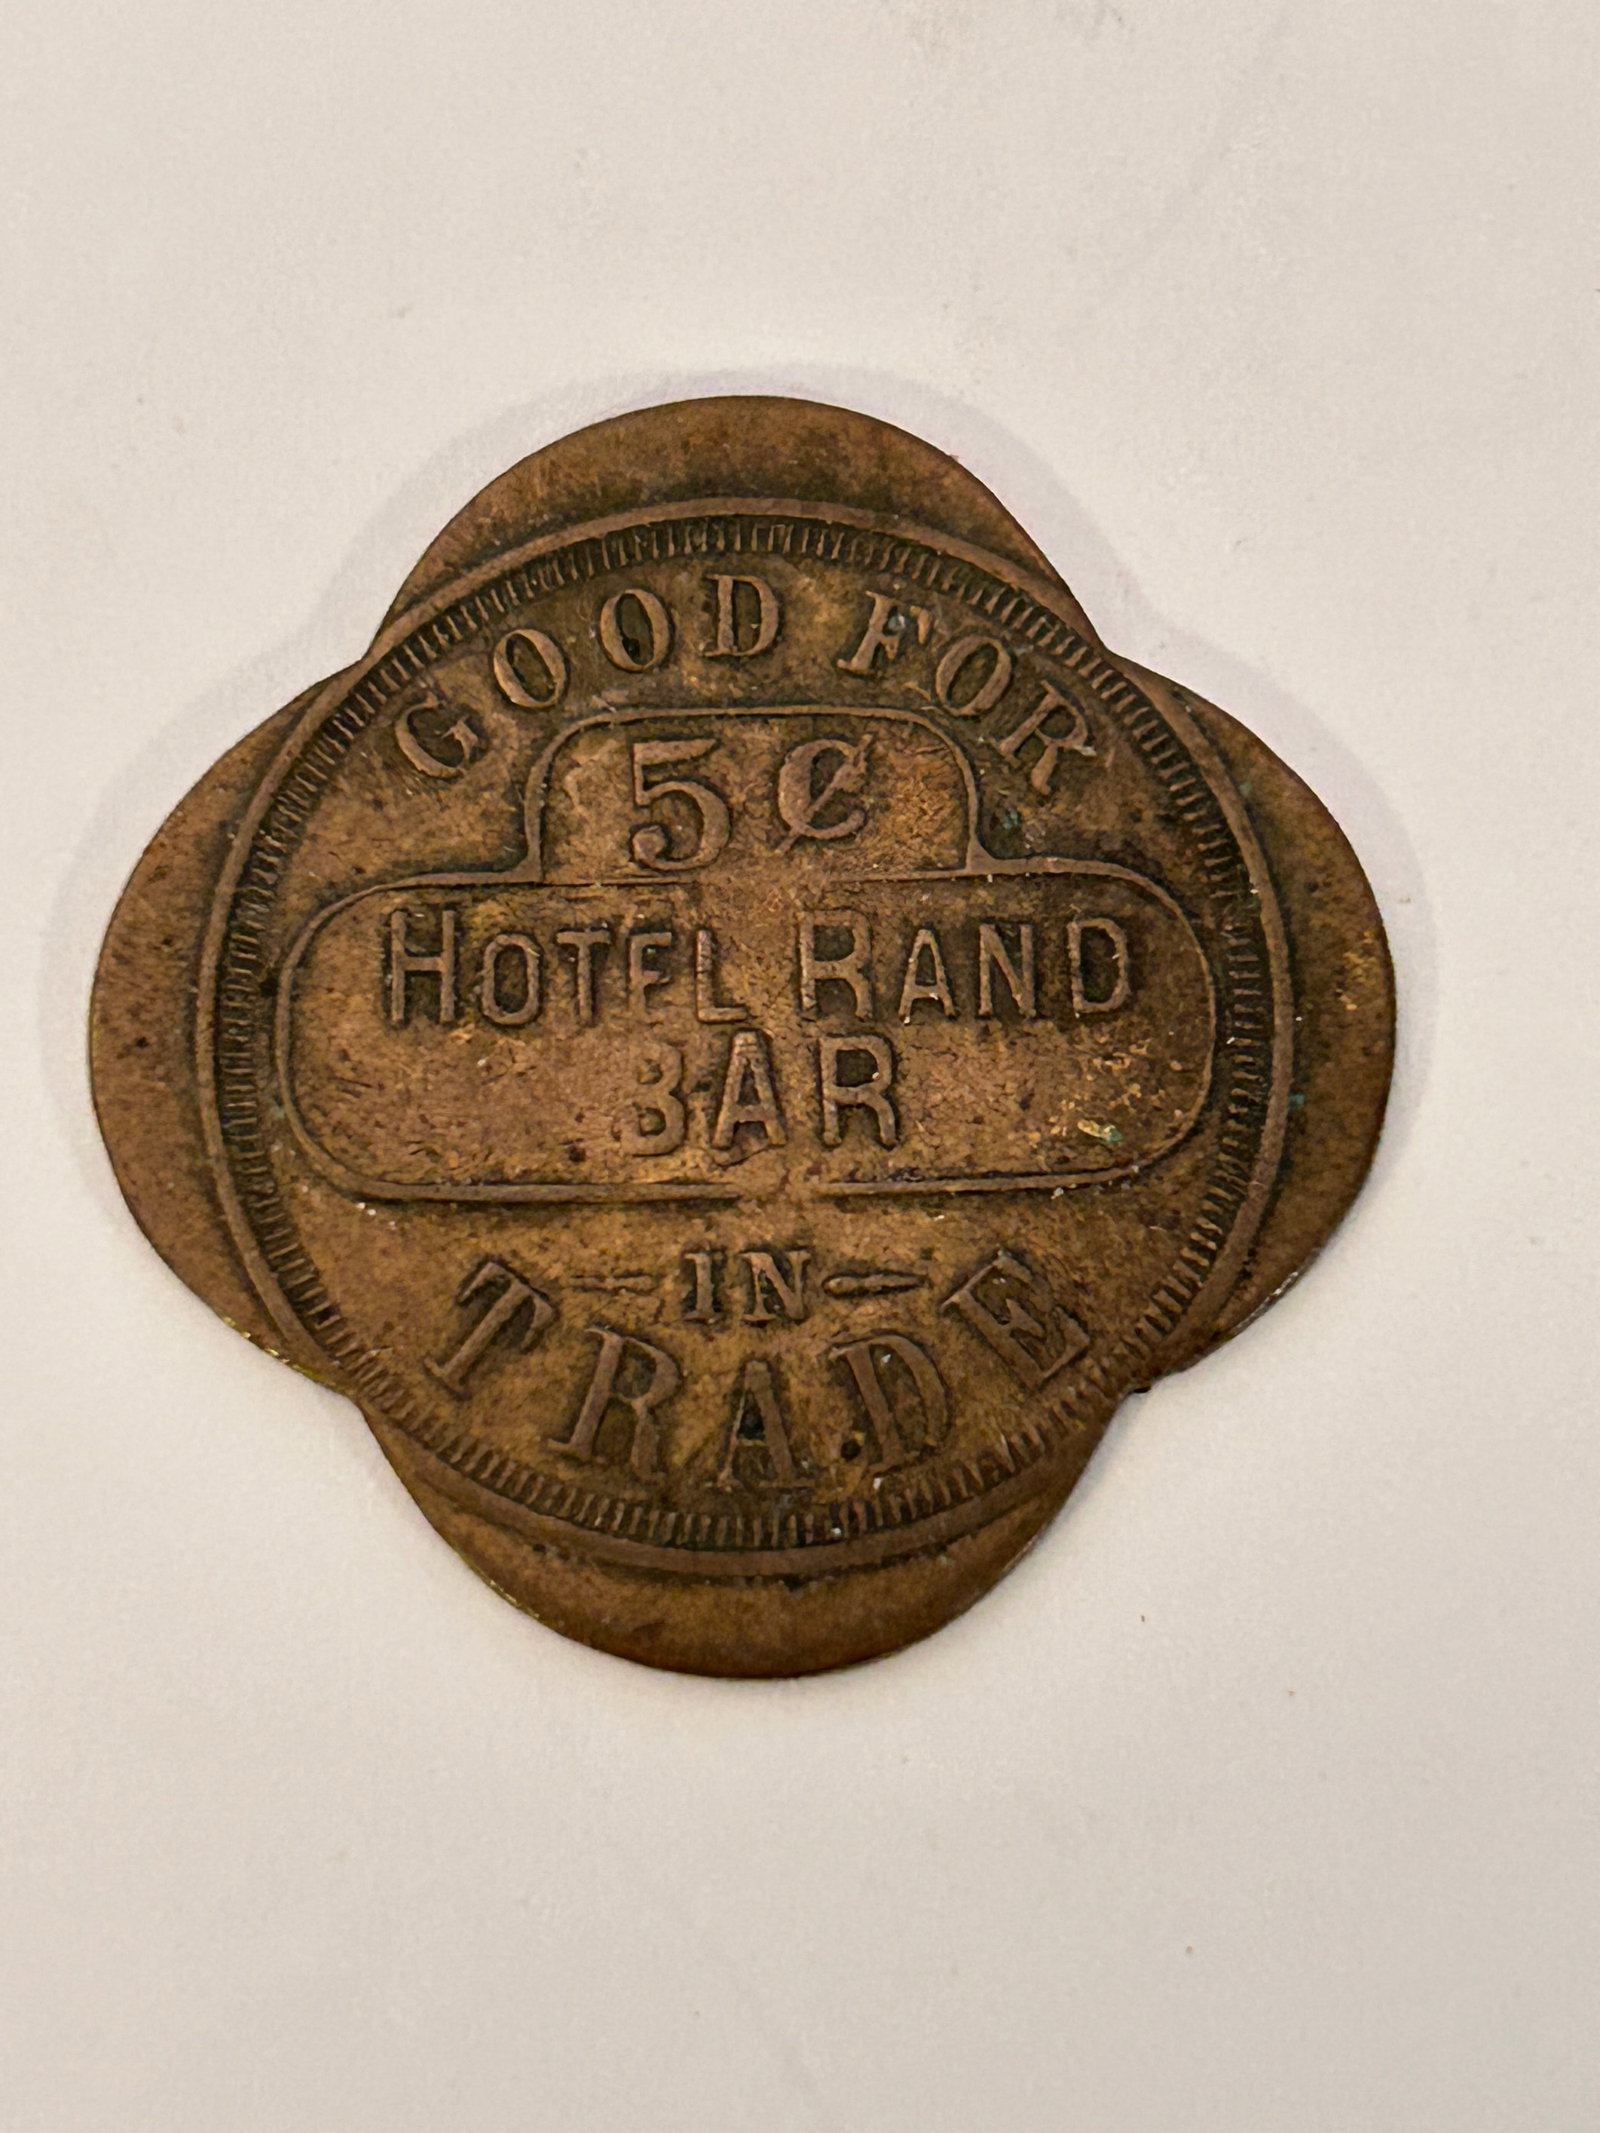 GOOD FOR
5¢
HOTEL RAND
BAR
IN
TRADE